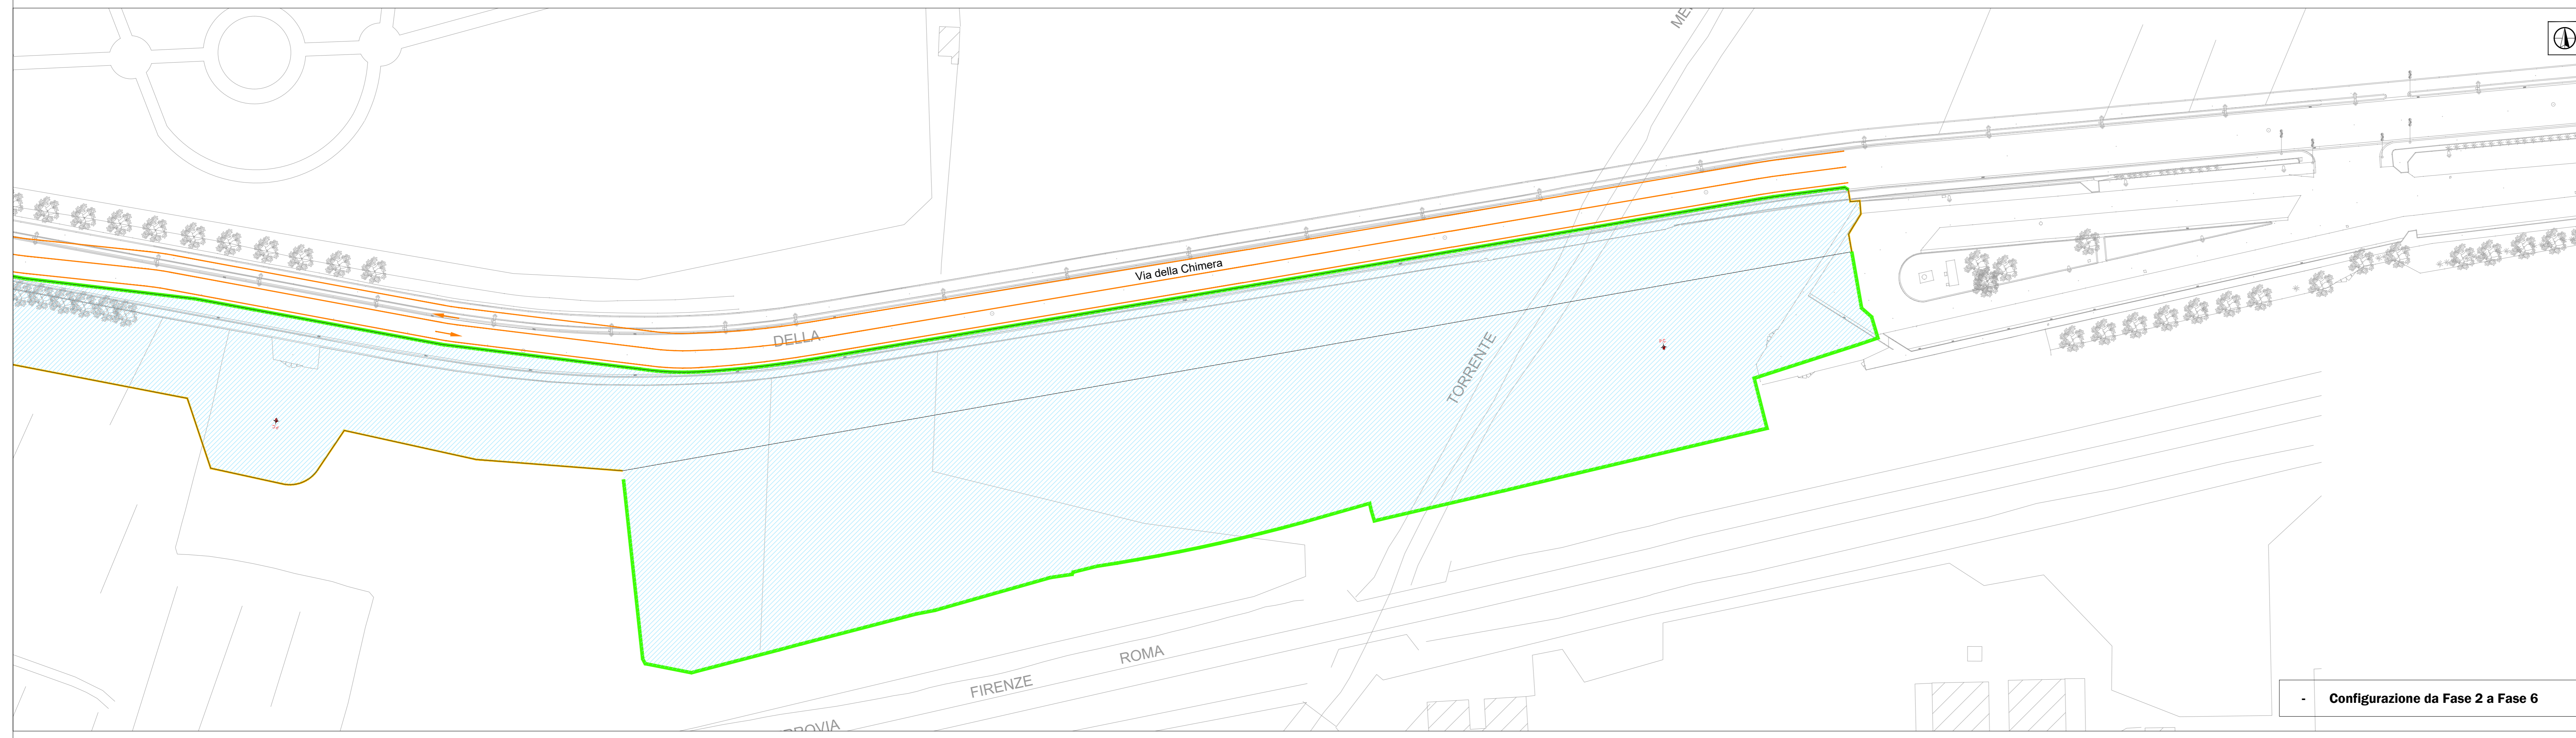 Via della Chimera
DELLA
TORRENTE
ROMA
FIRENZE
- Configurazione da Fase 2 a Fase 6